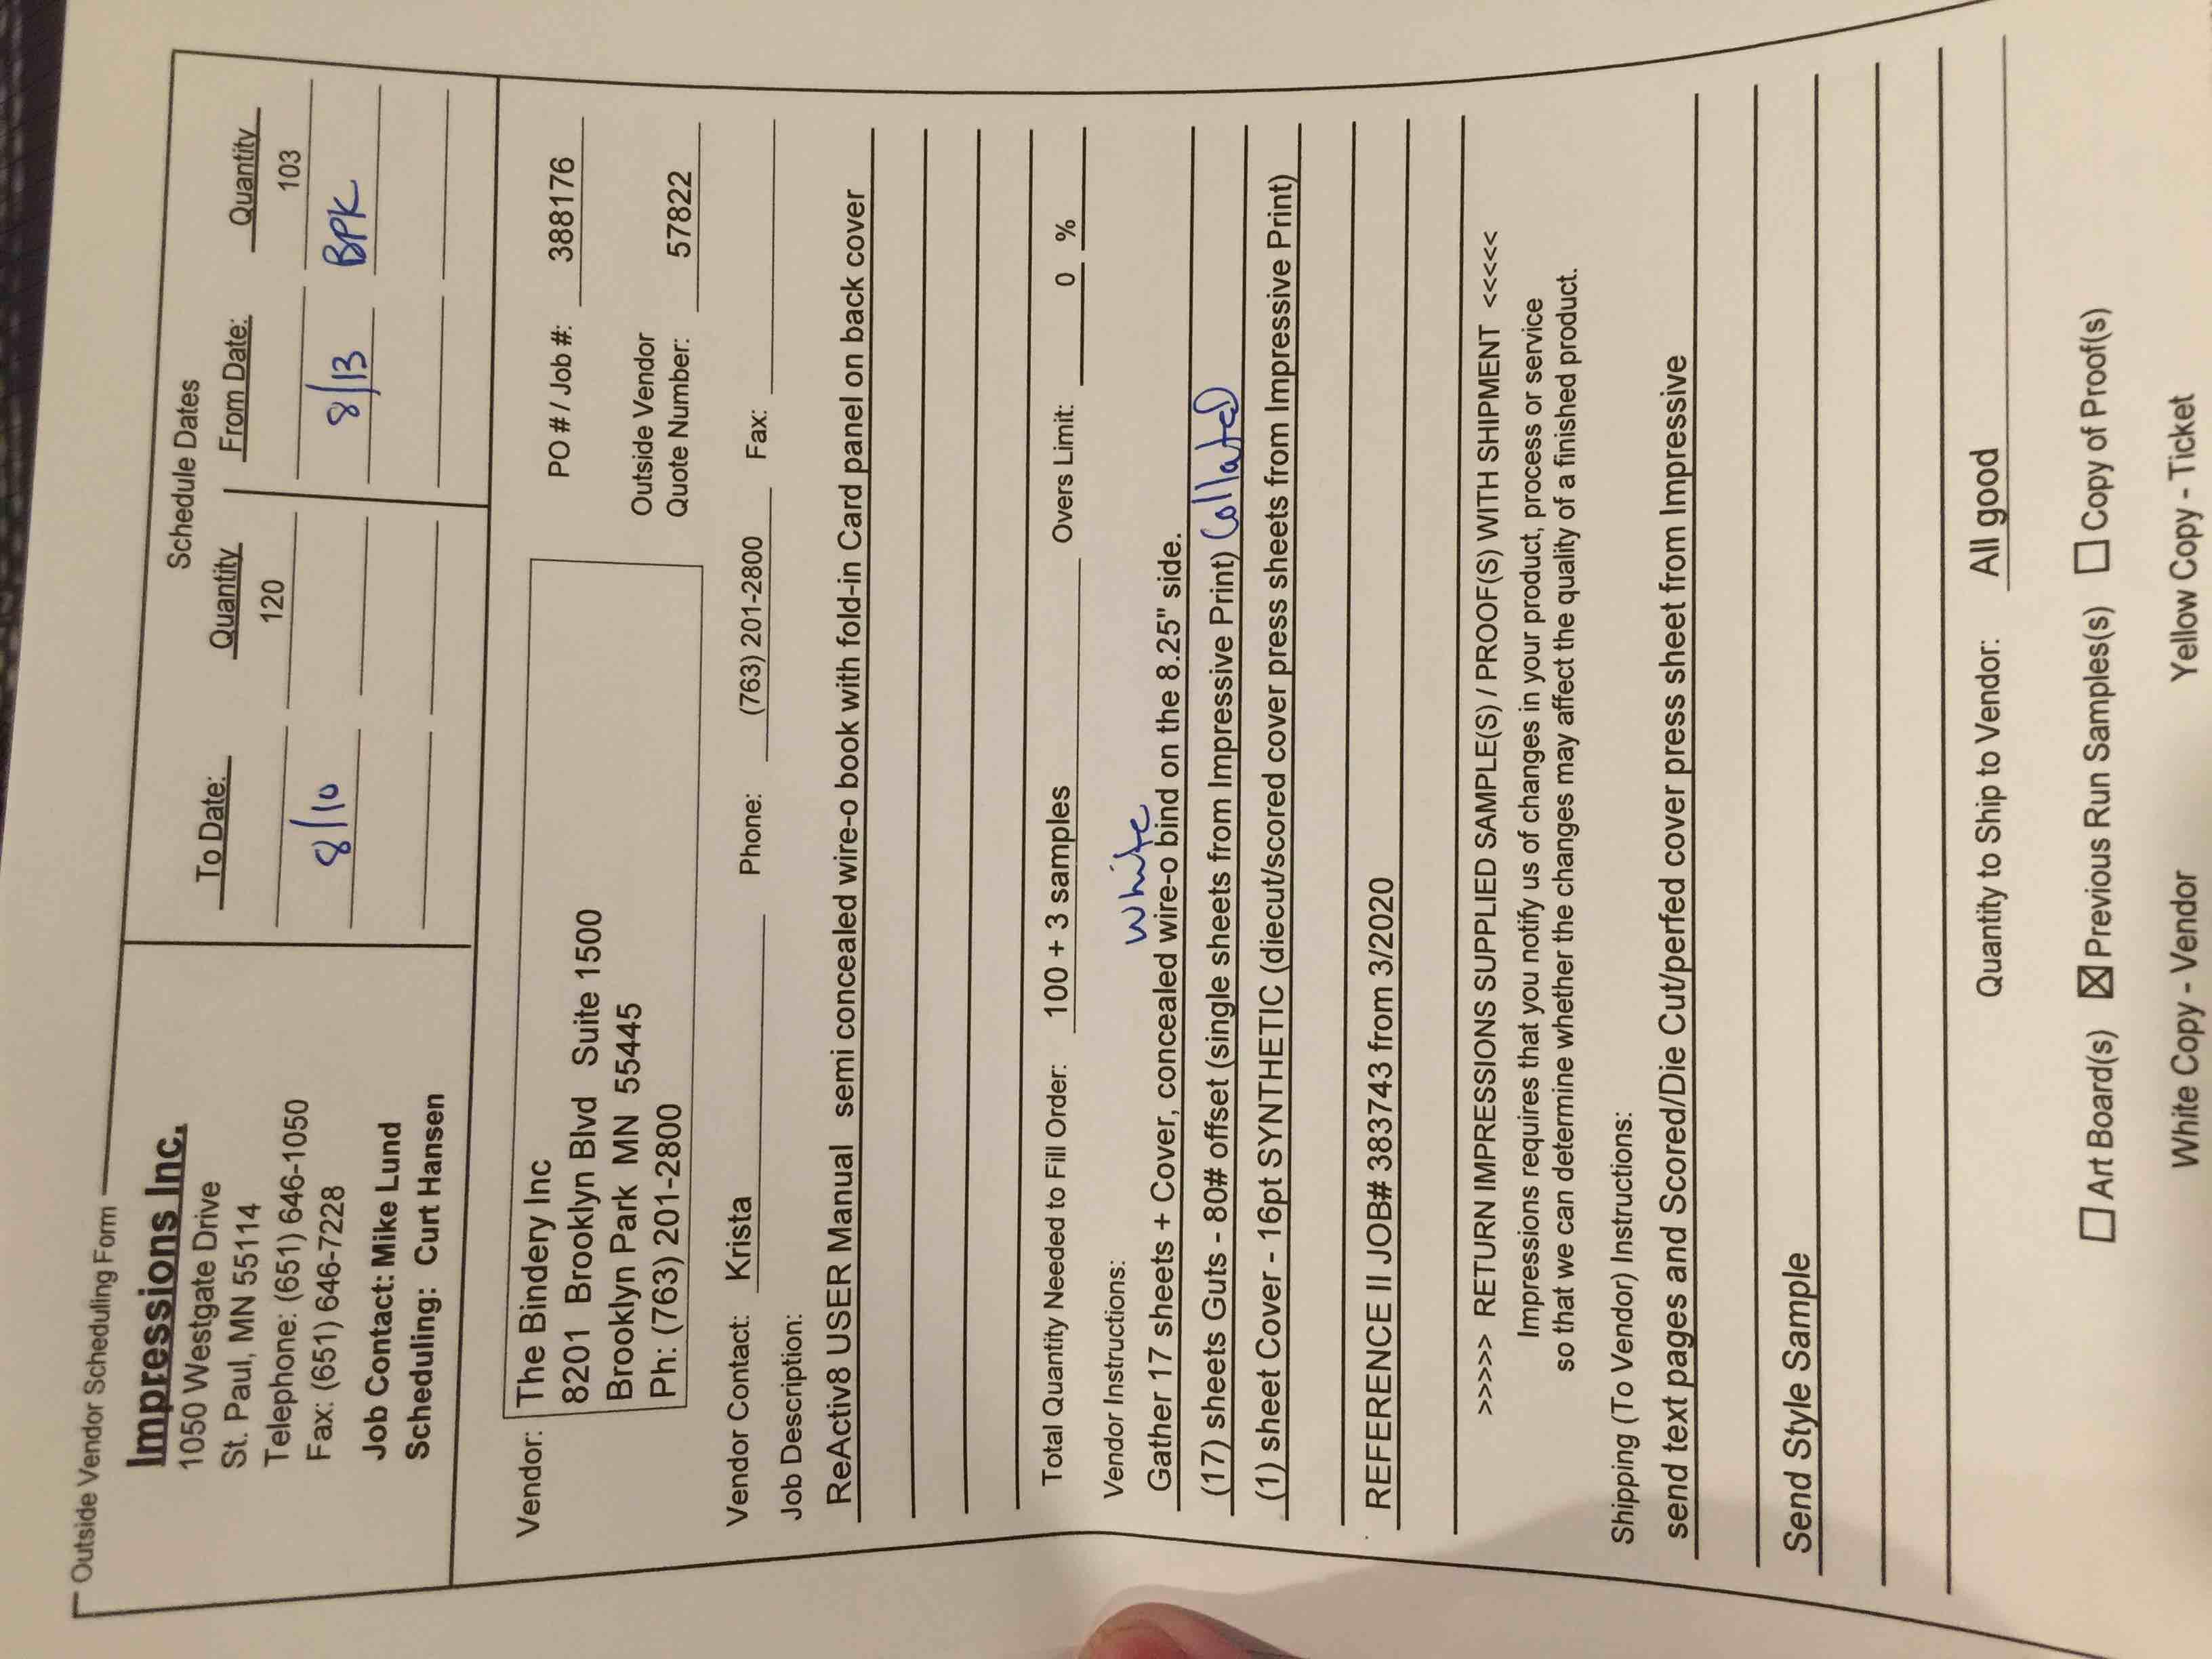 Outside Vendor Scheduling Form
Impressions Inc.
1050 Westgate Drive
St. Paul, MN 55114
Telephone: (651) 646-1050
Fax: (651) 646-7228
Job Contact: Mike Lund
Scheduling: Curt Hansen
Schedule Dates
To Date: Quantity From Date: Quantity
120 103
8/10 8/13 BPK
Vendor: The Bindery Inc
8201 Brooklyn Blvd Suite 1500
Brooklyn Park MN 55445
Ph: (763) 201-2800
PO # / Job #: 388176
Outside Vendor
Quote Number: 57822
Vendor Contact: Krista Phone: (763) 201-2800 Fax:
Job Description:
ReActiv8 USER Manual semi concealed wire-o book with fold-in Card panel on back cover
Total Quantity Needed to Fill Order: 100 + 3 samples Overs Limit: 0 %
Vendor Instructions:
White
Gather 17 sheets + Cover, concealed wire-o bind on the 8.25" side.
(17) sheets Guts - 80# offset (single sheets from Impressive Print) Collated
(1) sheet Cover - 16pt SYNTHETIC (diecut/scored cover press sheets from Impressive Print)
REFERENCE II JOB# 383743 from 3/2020
>>>>> RETURN IMPRESSIONS SUPPLIED SAMPLE(S) / PROOF(S) WITH SHIPMENT <<<<<
Impressions requires that you notify us of changes in your product, process or service
so that we can determine whether the changes may affect the quality of a finished product.
Shipping (To Vendor) Instructions:
send text pages and Scored/Die Cut/perfed cover press sheet from Impressive
Send Style Sample
Quantity to Ship to Vendor: All good
☐ Art Board(s) ☒ Previous Run Samples(s) ☐ Copy of Proof(s)
White Copy - Vendor Yellow Copy - Ticket